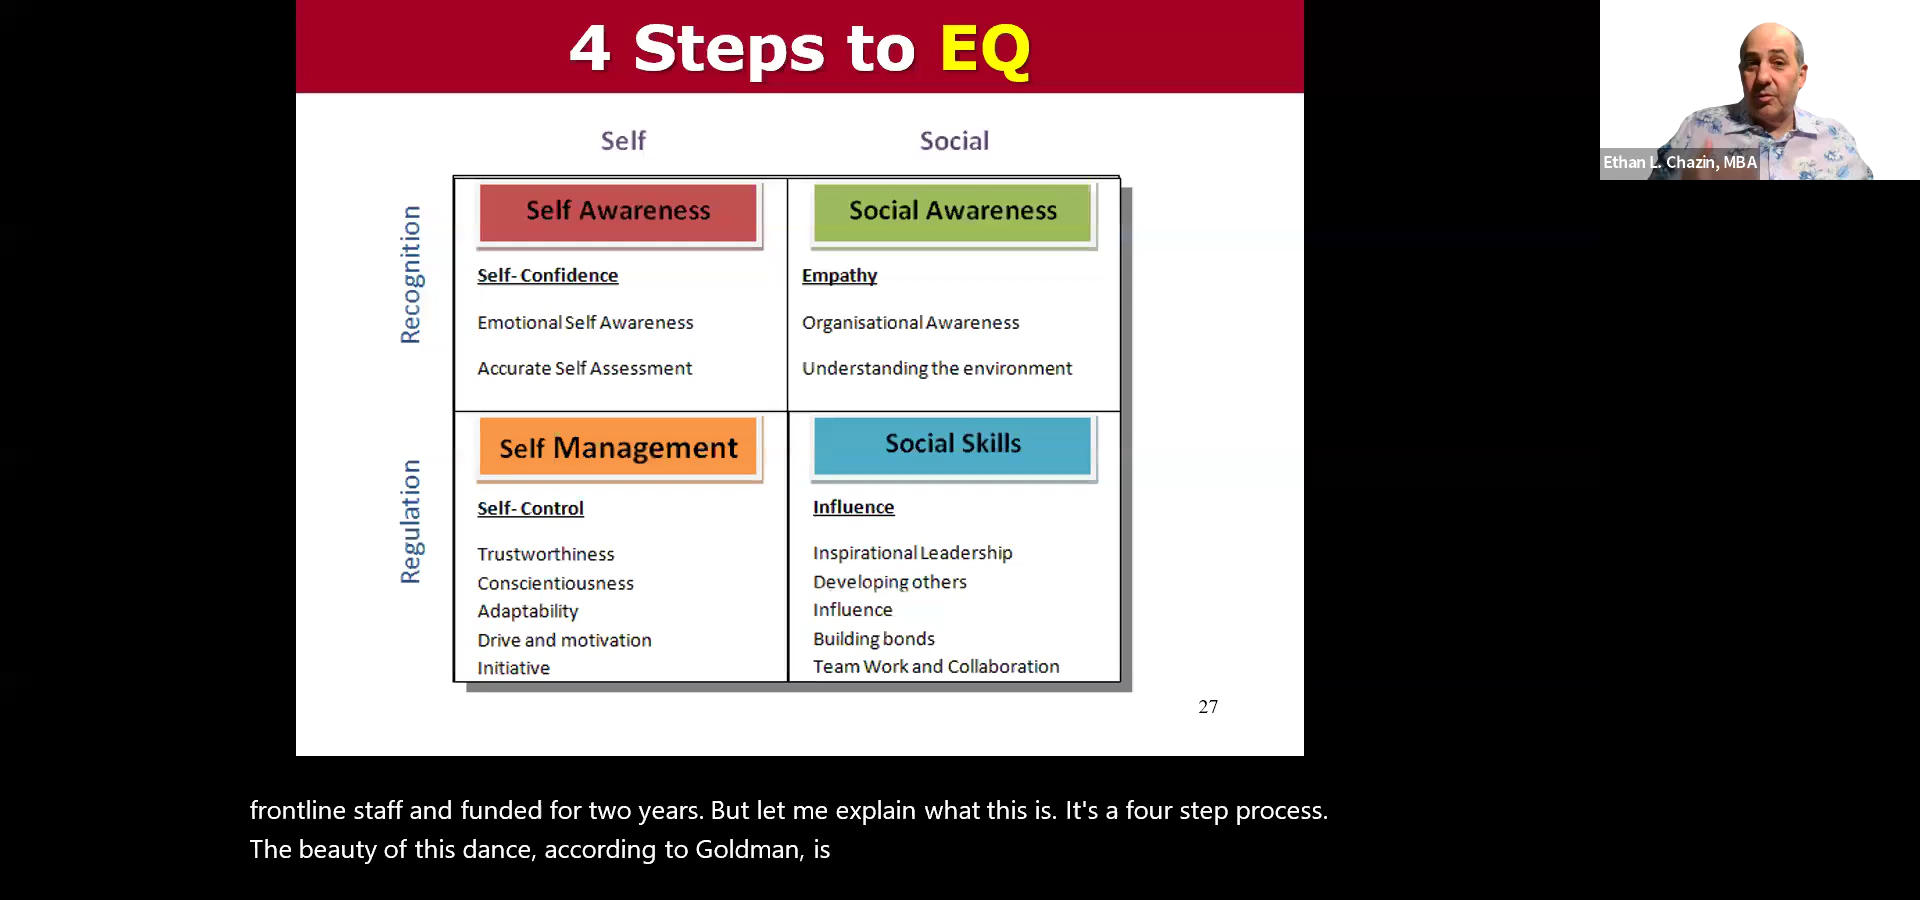 4 Steps to EQ
Self
Social
Recognition
Self Awareness
Self- Confidence
Emotional Self Awareness
Accurate Self Assessment
Social Awareness
Empathy
Organisational Awareness
Understanding the environment
Regulation
Self Management
Self- Control
Trustworthiness
Conscientiousness
Adaptability
Drive and motivation
Initiative
Social Skills
Influence
Inspirational Leadership
Developing others
Influence
Building bonds
Team Work and Collaboration
27
Ethan L. Chazin, MBA
frontline staff and funded for two years. But let me explain what this is. It's a four step process.
The beauty of this dance, according to Goldman, is